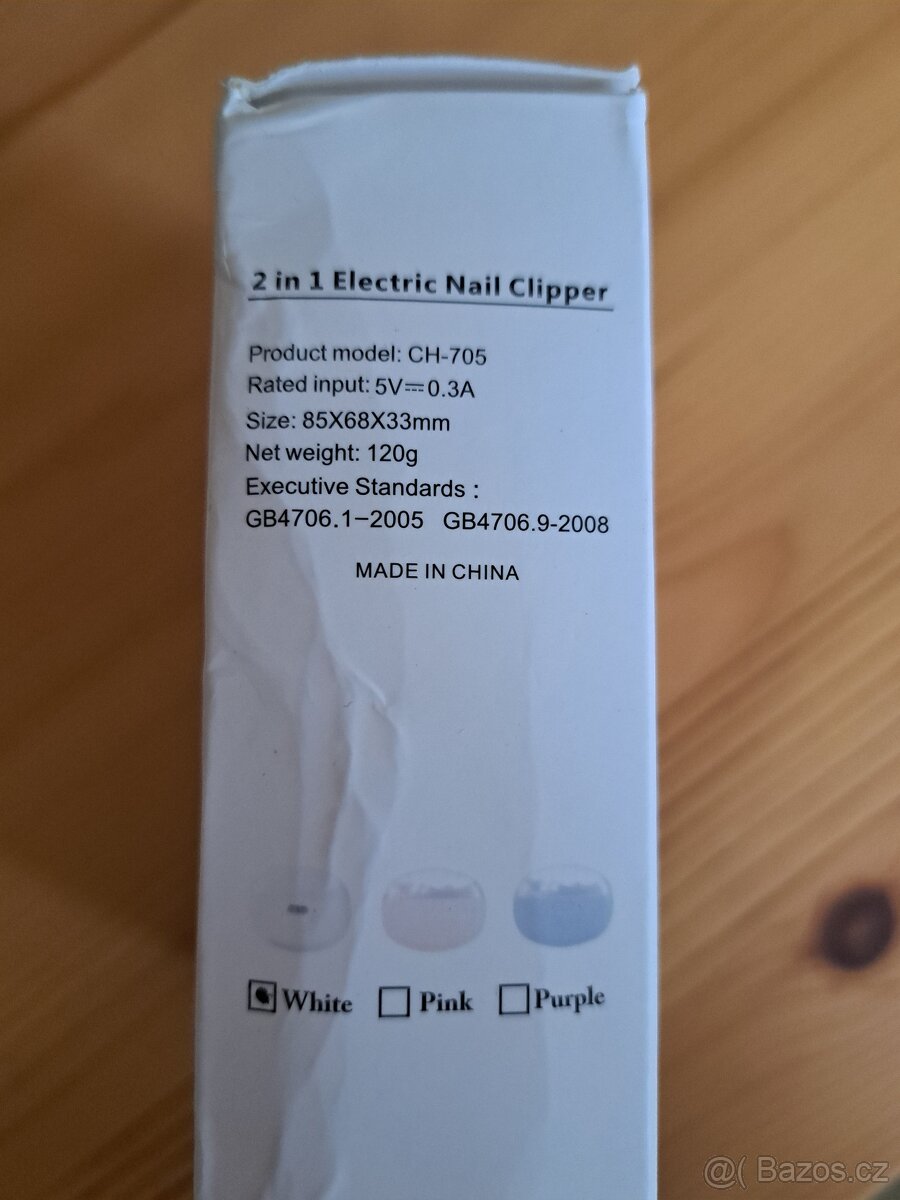 2 in 1 Electric Nail Clipper
Product model: CH-705
Rated input: 5V⎓0.3A
Size: 85X68X33mm
Net weight: 120g
Executive Standards :
GB4706.1-2005 GB4706.9-2008
MADE IN CHINA
White Pink Purple
@( Bazos.cz